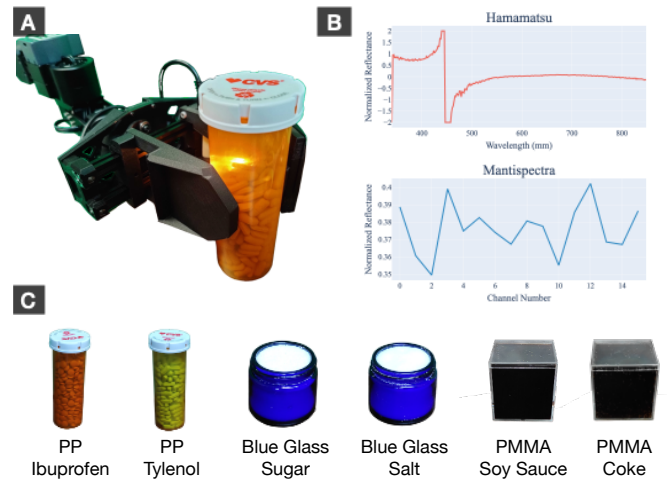 A
CVS
B
Hamamatsu
Normalized Reflectance
2
1.5
1
0.5
0
−0.5
−1
−1.5
−2
400
500
600
700
800
Wavelength (mm)
Mantispectra
Normalized Reflectance
0.4
0.39
0.38
0.37
0.36
0.35
0
2
4
6
8
10
12
14
Channel Number
C
PP
Ibuprofen
PP
Tylenol
Blue Glass
Sugar
Blue Glass
Salt
PMMA
Soy Sauce
PMMA
Coke